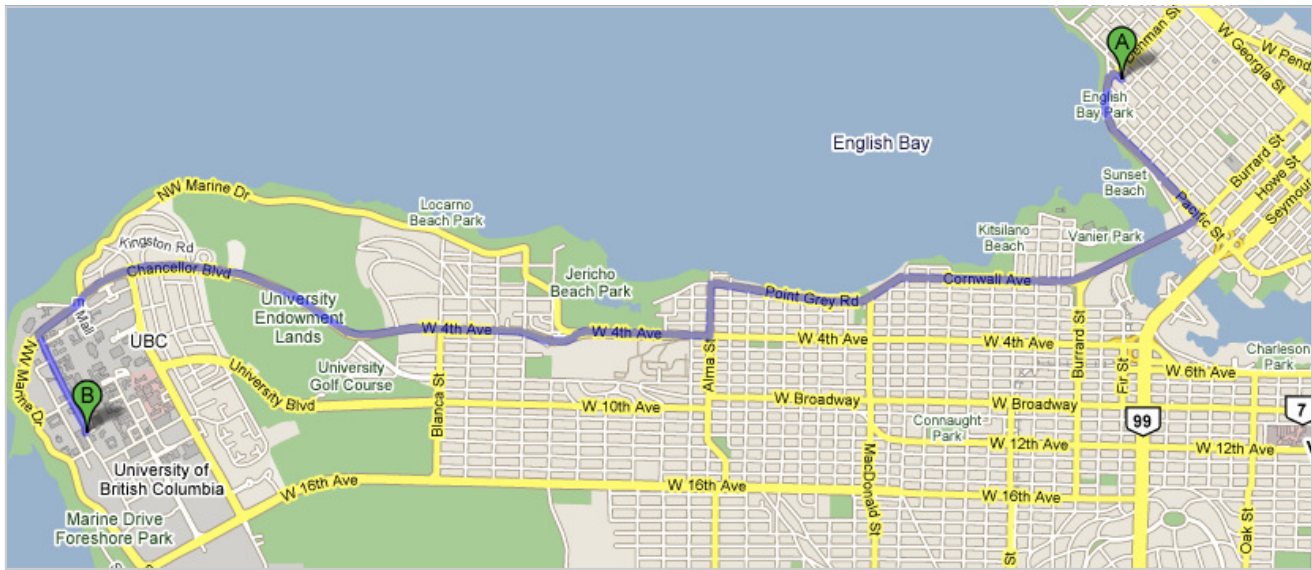 A
Denman St
W Georgia St
W Pend
English
Bay Park
English Bay
Burrard St
Howe St
Seymour
Sunset
Beach
Pacific St
NW Marine Dr
Locarno
Beach Park
Kitsilano
Beach
Vanier Park
Kingston Rd
Chancellor Blvd
Jericho
Beach Park
Point Grey Rd
Cornwall Ave
University
Endowment
Lands
Mall
UBC
W 4th Ave
W 4th Ave
W 4th Ave
W 4th Ave
Burrard St
Fir St
Charleson
Park
W 6th Ave
NW Marine Dr
University
Golf Course
Alma St
B
University Blvd
Blanca St
W 10th Ave
W Broadway
W Broadway
99
7
Connaught
Park
W 12th Ave
W 12th Ave
University of
British Columbia
W 16th Ave
W 16th Ave
W 16th Ave
MacDonald St
Marine Drive
Foreshore Park
St
Oak St